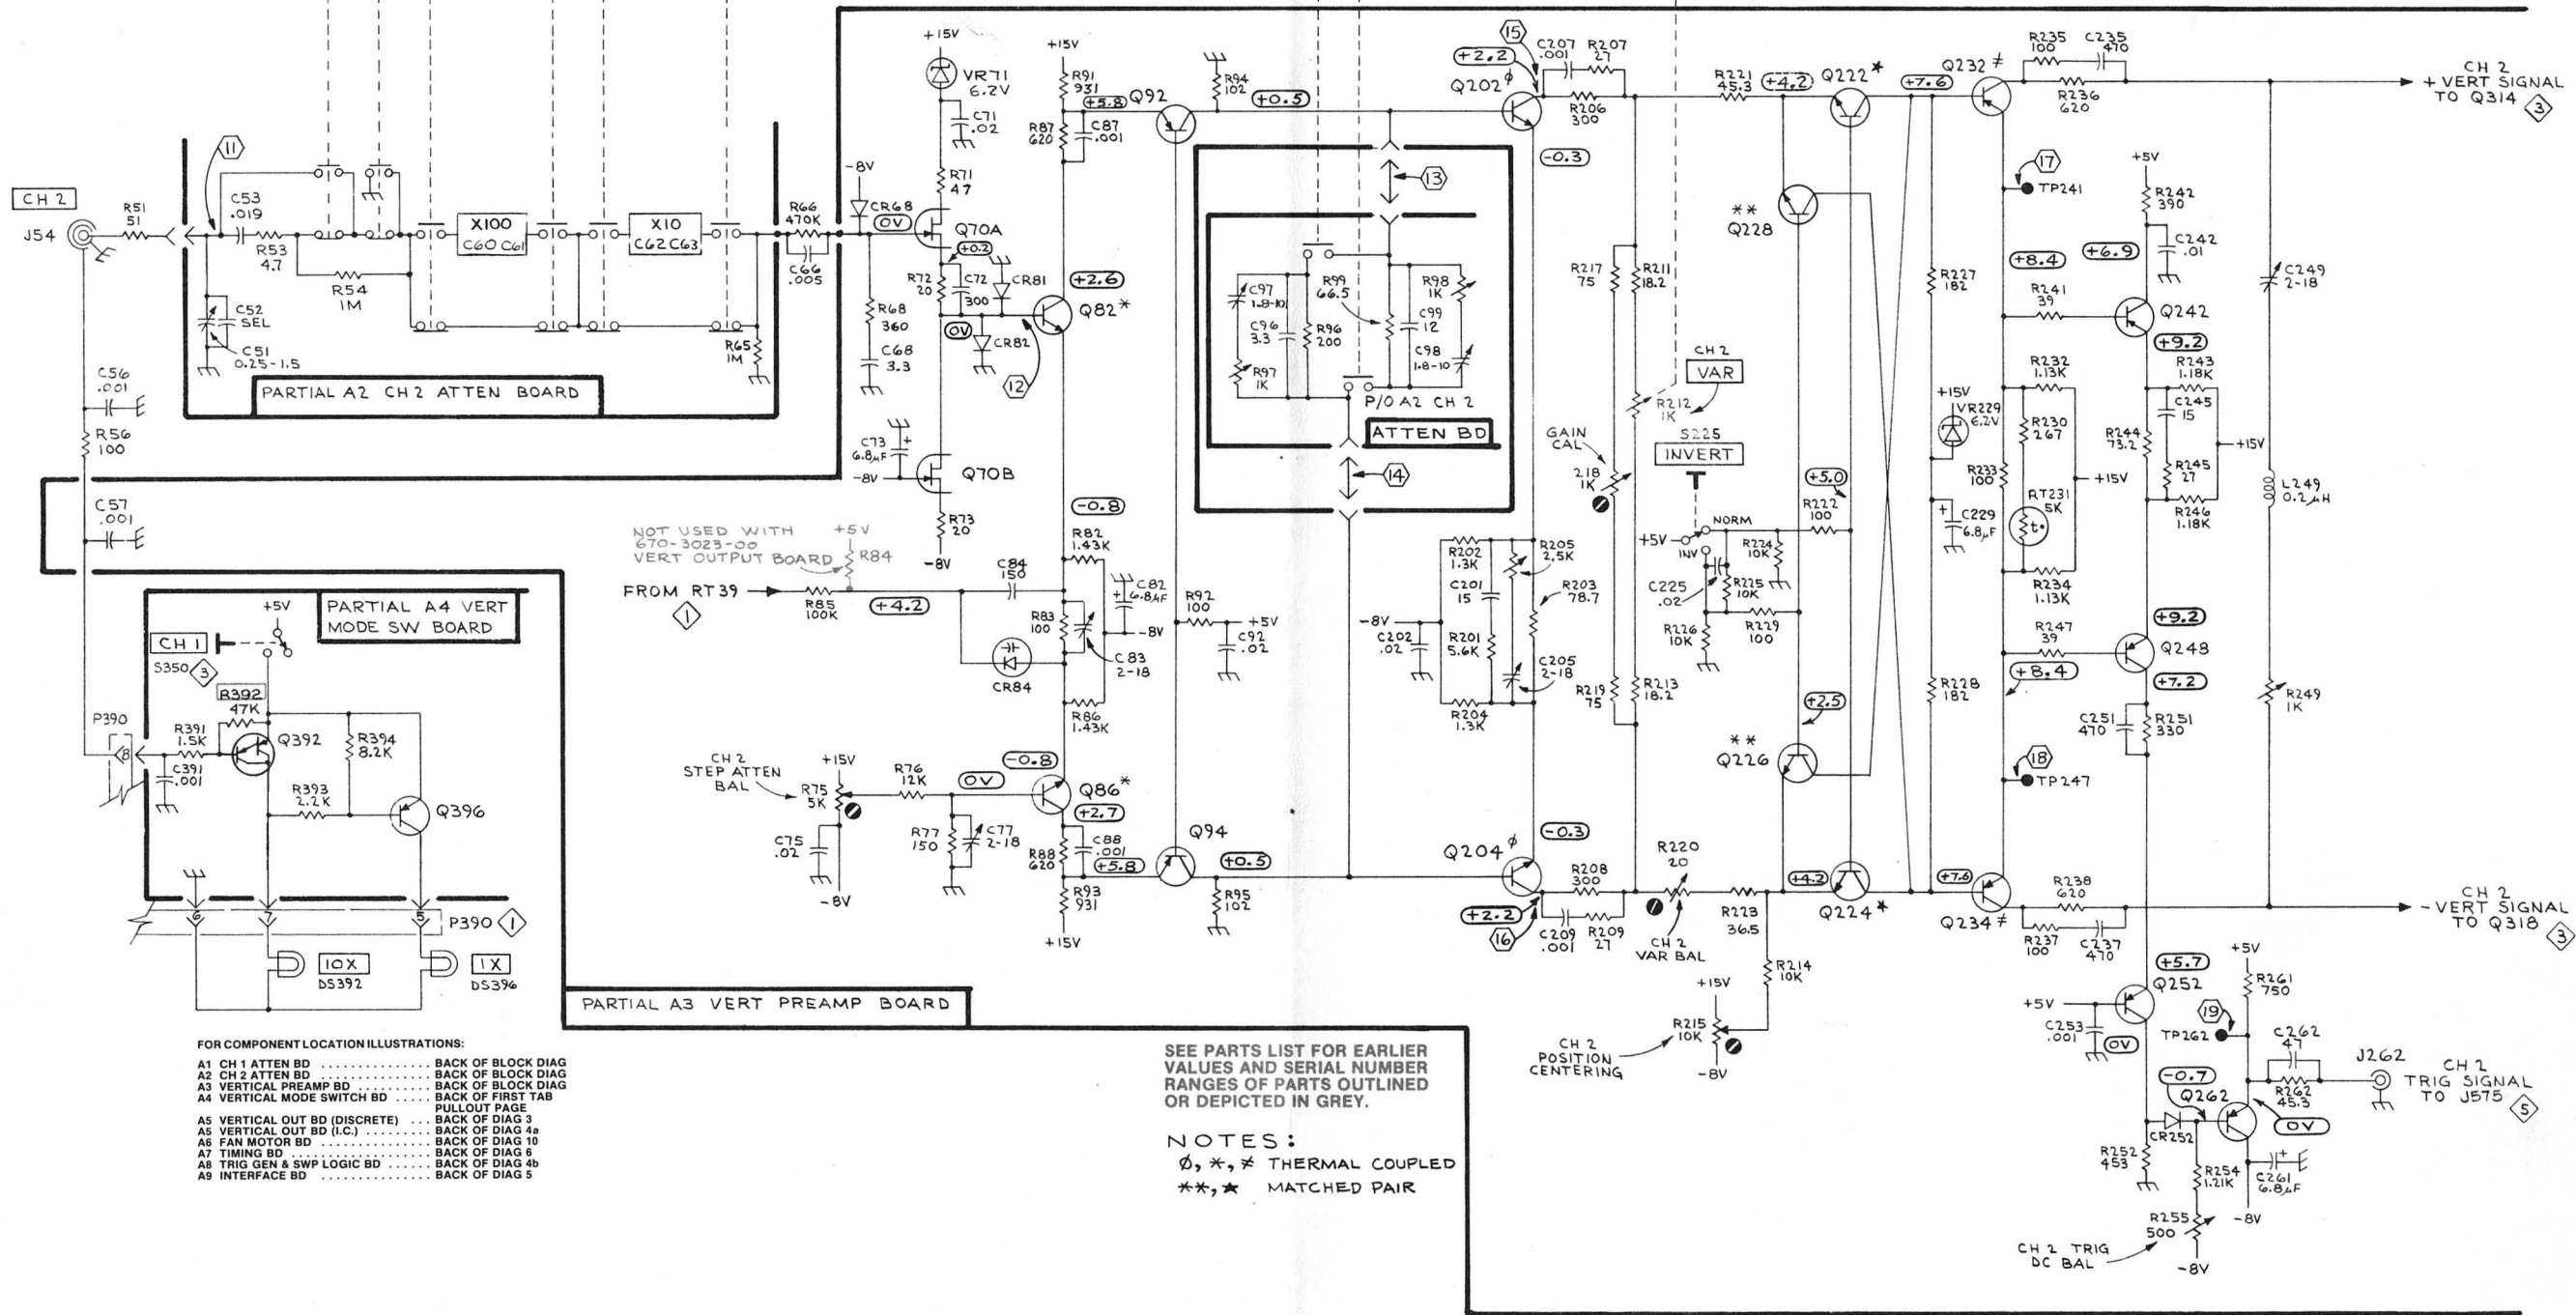 CH 2
J54
R51
51
11
C53
.019
R53
4.7
R54
1M
C52
SEL
C51
0.25-1.5
X100
C60 C61
X10
C62 C63
R65
1M
R66
470K
C66
.005
PARTIAL A2 CH 2 ATTEN BOARD
C56
.001
R56
100
C57
.001
+15V
VR71
6.2V
C71
.02
R71
47
-8V
CR68
0V
Q70A
+0.2
R72
20
C72
300
CR81
R68
360
C68
3.3
0V
CR82
12
C73
6.8µF
-8V
Q70B
R73
20
-8V
+15V
R91
931
+5.8
Q92
R87
620
C87
.001
+2.6
Q82*
R94
102
+0.5
13
C97
1.8-10
C96
3.3
R97
1K
R96
200
R99
66.5
R98
1K
C99
12
C98
1.8-10
P/O A2 CH 2
ATTEN BD
14
NOT USED WITH
670-3023-00
VERT OUTPUT BOARD
+5V
R84
FROM RT39
1
R85
100K
+4.2
C84
150
CR84
-0.8
R82
1.43K
R83
100
C82
6.8µF
-8V
C83
2-18
R86
1.43K
R92
100
+5V
C92
.02
-0.8
Q86*
+2.7
CH 2
STEP ATTEN
BAL
+15V
R75
5K
C75
.02
-8V
R76
12K
0V
R77
150
C77
2-18
R88
620
C88
.001
+5.8
R93
931
+15V
Q94
+0.5
R95
102
PARTIAL A4 VERT
MODE SW BOARD
+5V
CH 1
S350
3
R392
47K
P390
8
R391
1.5K
C391
.001
Q392
R394
8.2K
R393
2.2K
Q396
6
7
5
P390
1
10X
DS392
1X
DS396
PARTIAL A3 VERT PREAMP BOARD
15
+2.2
Q202 ϕ
C207
.001
R207
27
R206
300
-0.3
R217
75
R211
18.2
CH 2
VAR
R212
1K
GAIN
CAL
218
1K
R202
1.3K
C201
15
R205
2.5K
R203
78.7
-8V
C202
.02
R201
5.6K
C205
2-18
R204
1.3K
R219
75
R213
18.2
-0.3
Q204 ϕ
+2.2
16
R208
300
C209
.001
R209
27
R220
20
CH 2
VAR BAL
R223
36.5
R214
10K
+15V
R215
10K
-8V
CH 2
POSITION
CENTERING
R221
45.3
+4.2
Q222 ★
+7.6
**
Q228
S225
INVERT
+5V
NORM
INV
R222
100
+5.0
R224
10K
C225
.02
R225
10K
R226
10K
R229
100
+2.5
**
Q226
+4.2
Q224 ★
+7.6
R227
182
+15V
VR229
6.2V
C229
6.8µF
R228
182
Q232 ≠
R235
100
C235
470
R236
620
CH 2
+ VERT SIGNAL
TO Q314
3
17
TP241
+8.4
R241
39
+5V
R242
390
+6.9
C242
.01
Q242
+9.2
R232
1.13K
R230
267
R233
100
RT231
5K
t°
+15V
R234
1.13K
R243
1.18K
C245
15
R244
73.2
R245
27
+15V
R246
1.18K
+9.2
R247
39
Q248
+8.4
+7.2
C251
470
R251
330
18
TP247
C249
2-18
L249
0.2µH
R249
1K
Q234 ≠
R238
620
R237
100
C237
470
CH 2
- VERT SIGNAL
TO Q318
3
+5.7
Q252
+5V
C253
.001
0V
+5V
R261
750
19
TP262
C262
47
R262
45.3
J262
CH 2
TRIG SIGNAL
TO J575
5
-0.7
Q262
0V
CR252
R252
453
R254
1.21K
C261
6.8µF
-8V
R255
500
CH 2 TRIG
DC BAL
-8V
FOR COMPONENT LOCATION ILLUSTRATIONS:
A1 CH 1 ATTEN BD .............. BACK OF BLOCK DIAG
A2 CH 2 ATTEN BD .............. BACK OF BLOCK DIAG
A3 VERTICAL PREAMP BD .......... BACK OF BLOCK DIAG
A4 VERTICAL MODE SWITCH BD ..... BACK OF FIRST TAB
PULLOUT PAGE
A5 VERTICAL OUT BD (DISCRETE) ... BACK OF DIAG 3
A5 VERTICAL OUT BD (I.C.) ........ BACK OF DIAG 4a
A6 FAN MOTOR BD ................ BACK OF DIAG 10
A7 TIMING BD .................... BACK OF DIAG 6
A8 TRIG GEN & SWP LOGIC BD ...... BACK OF DIAG 4b
A9 INTERFACE BD ................ BACK OF DIAG 5
SEE PARTS LIST FOR EARLIER
VALUES AND SERIAL NUMBER
RANGES OF PARTS OUTLINED
OR DEPICTED IN GREY.
NOTES:
ϕ, *, ≠ THERMAL COUPLED
**, ★ MATCHED PAIR